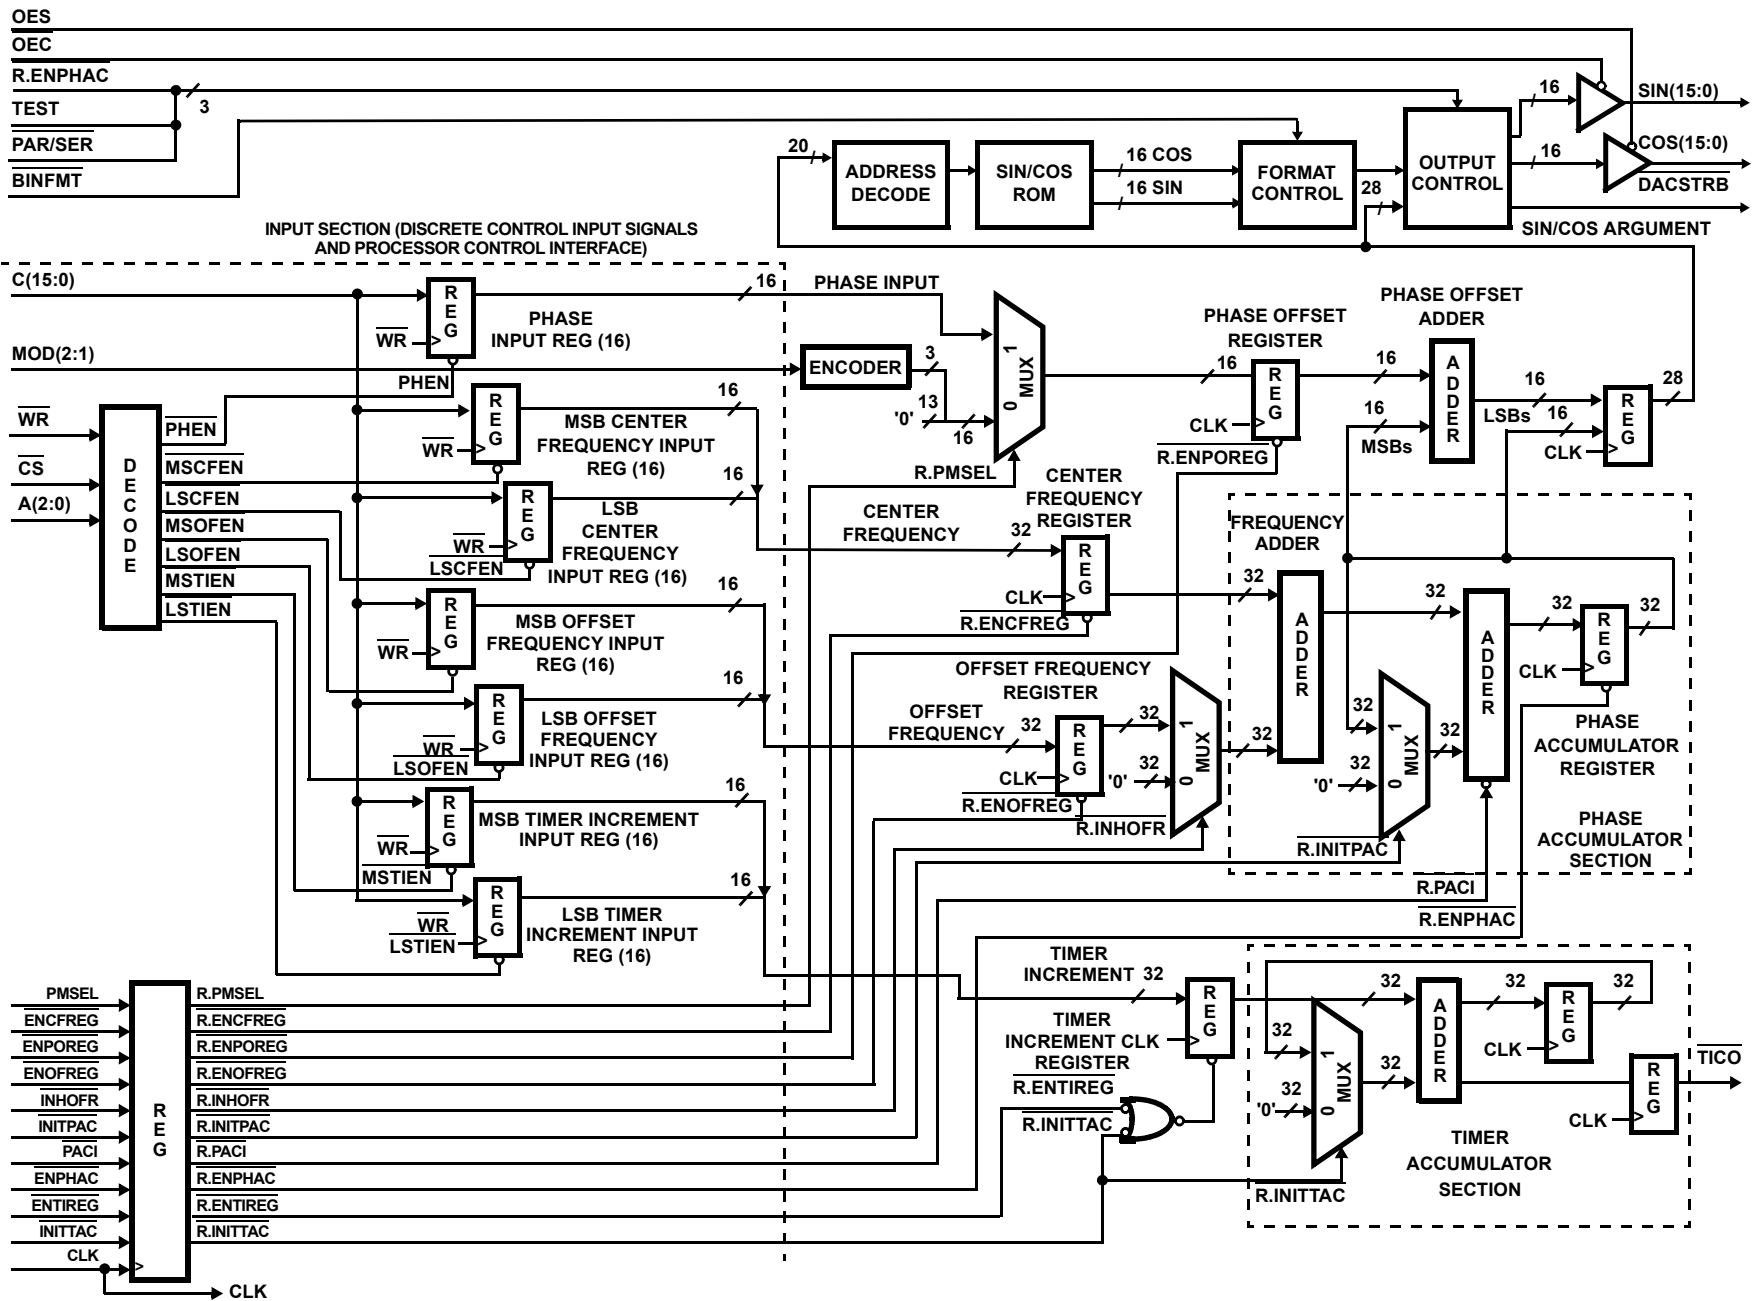 OES
OEC
R.ENPHAC
TEST
PAR/SER
BINFMT
3
20
ADDRESS
DECODE
SIN/COS
ROM
16 COS
16 SIN
FORMAT
CONTROL
28
OUTPUT
CONTROL
16
16
SIN(15:0)
COS(15:0)
DACSTRB
SIN/COS ARGUMENT
INPUT SECTION (DISCRETE CONTROL INPUT SIGNALS
AND PROCESSOR CONTROL INTERFACE)
C(15:0)
MOD(2:1)
WR
CS
A(2:0)
DECODE
PHEN
MSCFEN
LSCFEN
MSOFEN
LSOFEN
MSTIEN
LSTIEN
REG
WR
PHEN
PHASE
INPUT REG (16)
16
REG
WR
MSB CENTER
FREQUENCY INPUT
REG (16)
16
REG
WR
LSCFEN
LSB
CENTER
FREQUENCY
INPUT REG (16)
16
REG
WR
MSB OFFSET
FREQUENCY INPUT
REG (16)
16
REG
WR
LSOFEN
LSB OFFSET
FREQUENCY
INPUT REG (16)
16
REG
WR
MSTIEN
MSB TIMER INCREMENT
INPUT REG (16)
16
REG
WR
LSTIEN
LSB TIMER
INCREMENT INPUT
REG (16)
16
PHASE INPUT
ENCODER
3
'0'
13
16
MUX
1
0
R.PMSEL
16
PHASE OFFSET
REGISTER
REG
CLK
R.ENPOREG
16
PHASE OFFSET
ADDER
ADDER
16
MSBs
16
LSBs
16
REG
CLK
28
CENTER
FREQUENCY
32
CENTER
FREQUENCY
REGISTER
REG
CLK
R.ENCFREG
32
OFFSET FREQUENCY
REGISTER
OFFSET
FREQUENCY
32
REG
CLK
R.ENOFREG
32
'0'
32
MUX
1
0
R.INHOFR
32
FREQUENCY
ADDER
ADDER
32
32
32
'0'
MUX
1
0
R.INITPAC
32
ADDER
32
REG
CLK
32
PHASE
ACCUMULATOR
REGISTER
PHASE
ACCUMULATOR
SECTION
R.PACI
R.ENPHAC
PMSEL
ENCFREG
ENPOREG
ENOFREG
INHOFR
INITPAC
PACI
ENPHAC
ENTIREG
INITTAC
CLK
REG
R.PMSEL
R.ENCFREG
R.ENPOREG
R.ENOFREG
R.INHOFR
R.INITPAC
R.PACI
R.ENPHAC
R.ENTIREG
R.INITTAC
CLK
TIMER
INCREMENT
32
TIMER
INCREMENT CLK
REGISTER
REG
R.ENTIREG
R.INITTAC
32
'0'
32
MUX
1
0
R.INITTAC
32
32
ADDER
32
REG
CLK
32
REG
CLK
TICO
TIMER
ACCUMULATOR
SECTION